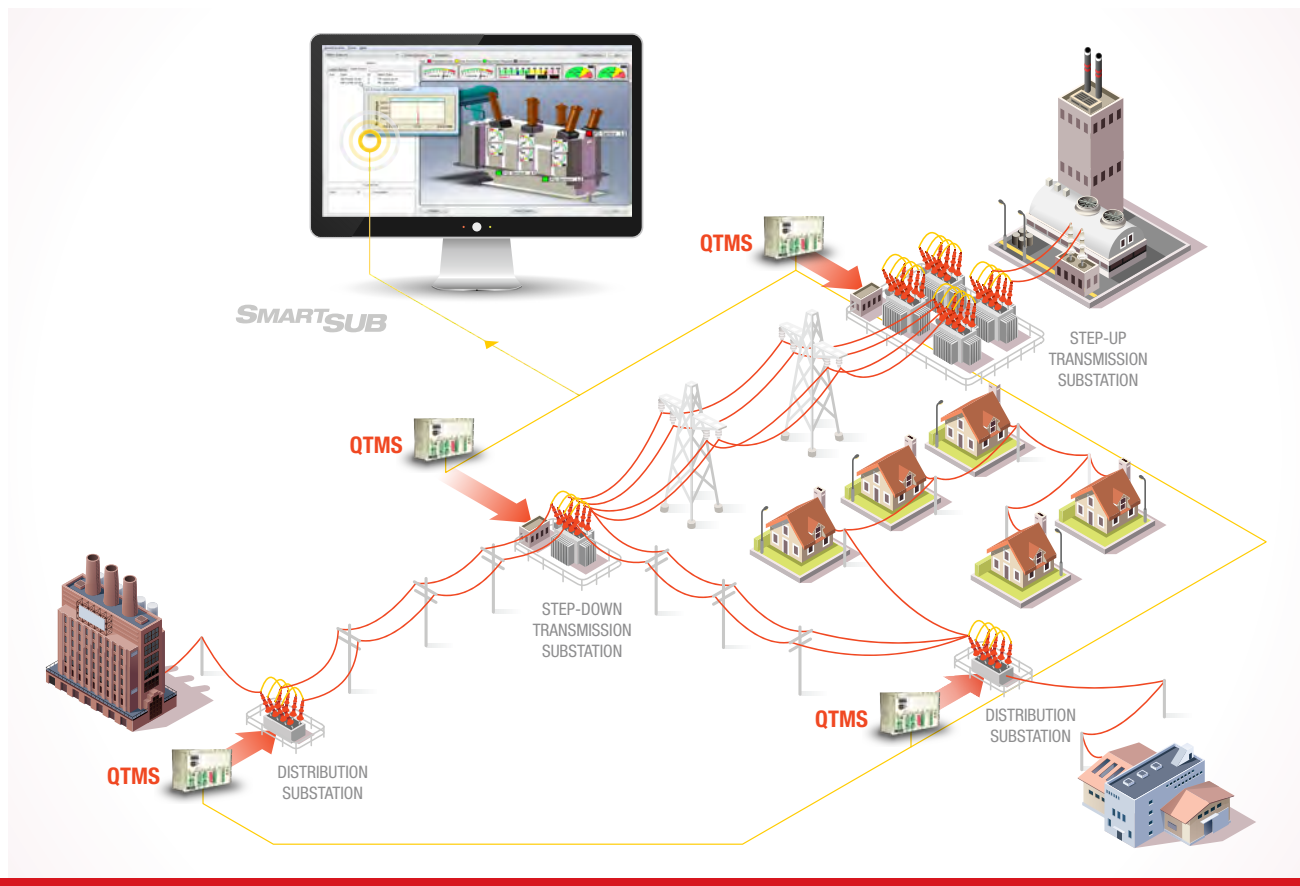 QTMS
SMARTSUB
STEP-UP
TRANSMISSION
SUBSTATION
QTMS
STEP-DOWN
TRANSMISSION
SUBSTATION
QTMS
DISTRIBUTION
SUBSTATION
QTMS
DISTRIBUTION
SUBSTATION